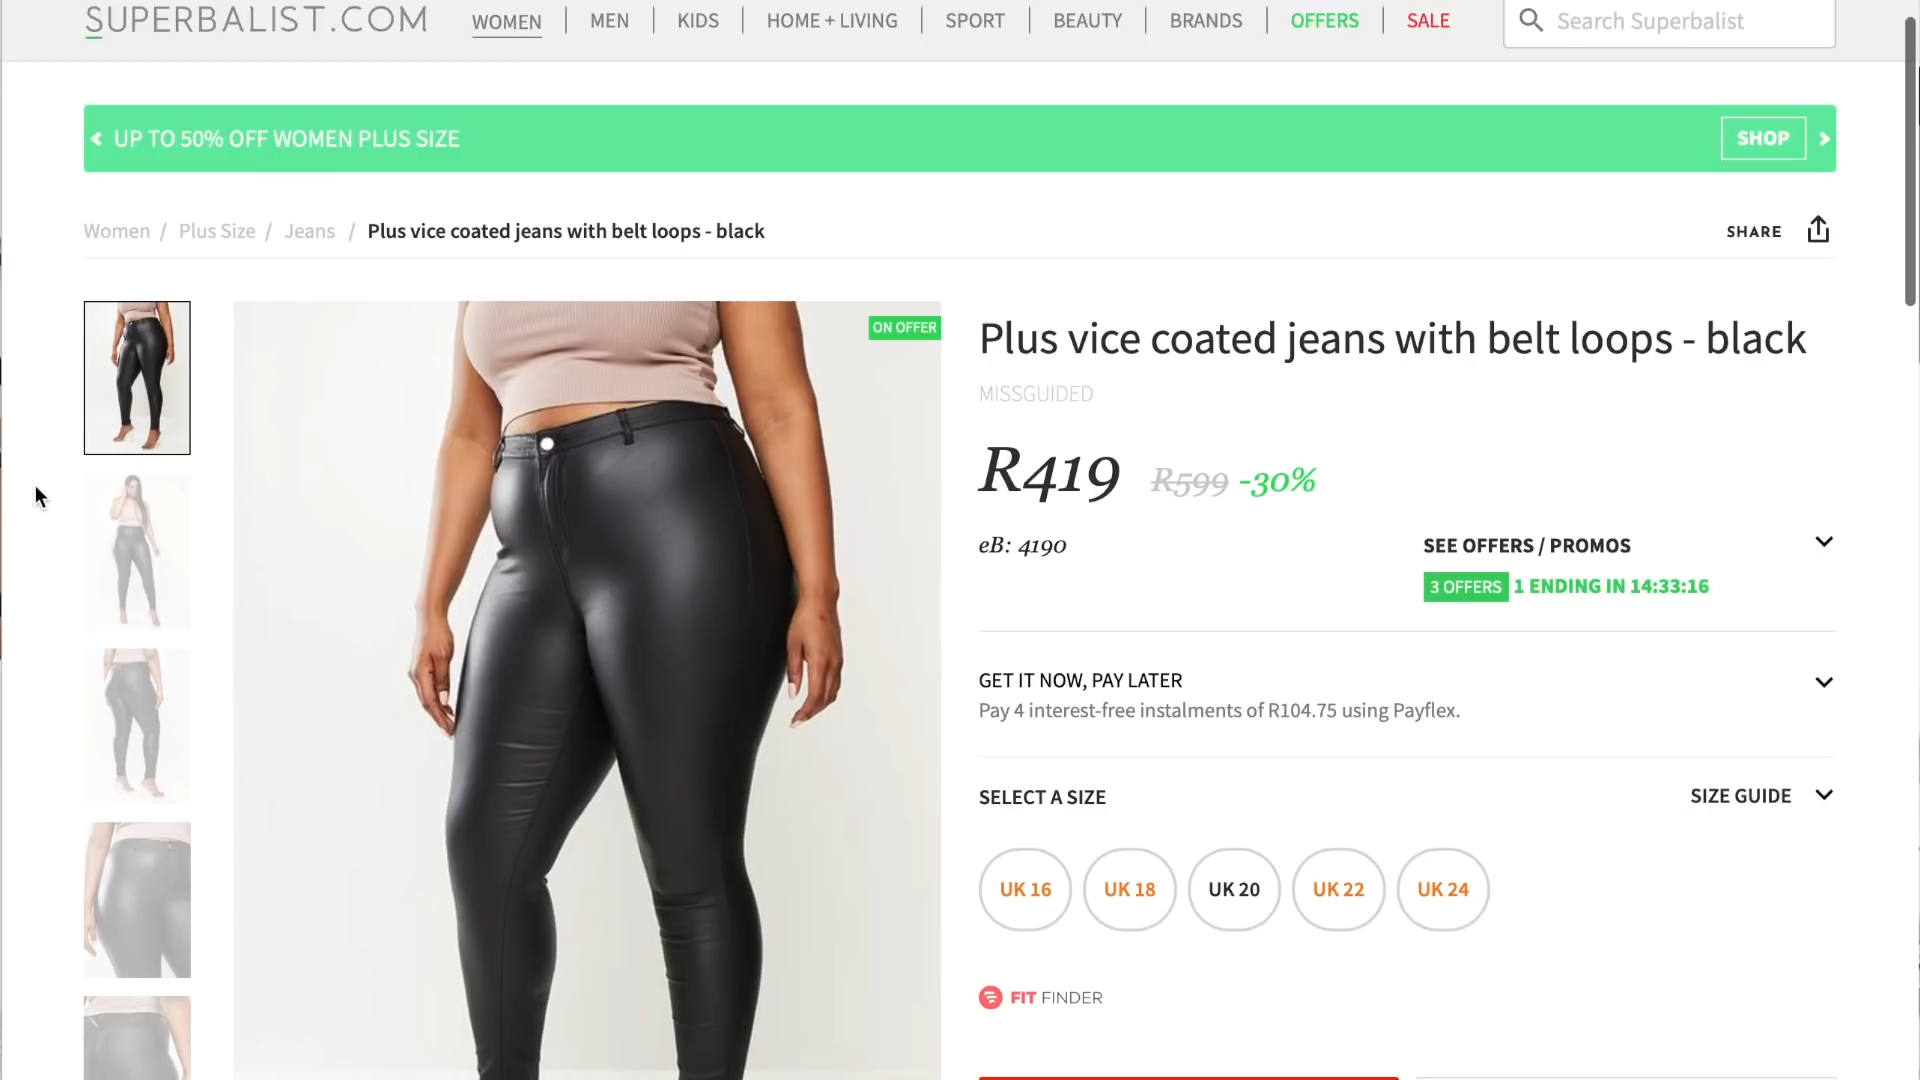 SUPERBALIST.COM
WOMEN
MEN
KIDS
HOME + LIVING
SPORT
BEAUTY
BRANDS
OFFERS
SALE
Search Superbalist
UP TO 50% OFF WOMEN PLUS SIZE
SHOP
Women / Plus Size / Jeans / Plus vice coated jeans with belt loops - black
SHARE
ON OFFER
Plus vice coated jeans with belt loops - black
MISSGUIDED
R419 R599 -30%
eB: 4190
SEE OFFERS / PROMOS
3 OFFERS 1 ENDING IN 14:33:16
GET IT NOW, PAY LATER
Pay 4 interest-free instalments of R104.75 using Payflex.
SELECT A SIZE
SIZE GUIDE
UK 16
UK 18
UK 20
UK 22
UK 24
FIT FINDER